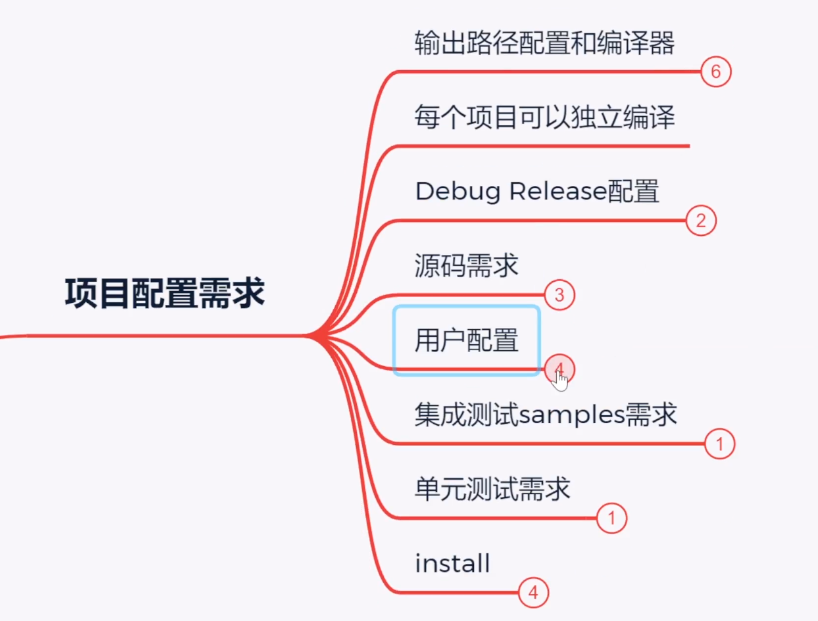 输出路径配置和编译器
6
每个项目可以独立编译
Debug Release配置
2
项目配置需求
源码需求
3
用户配置
4
集成测试samples需求
1
单元测试需求
1
install
4